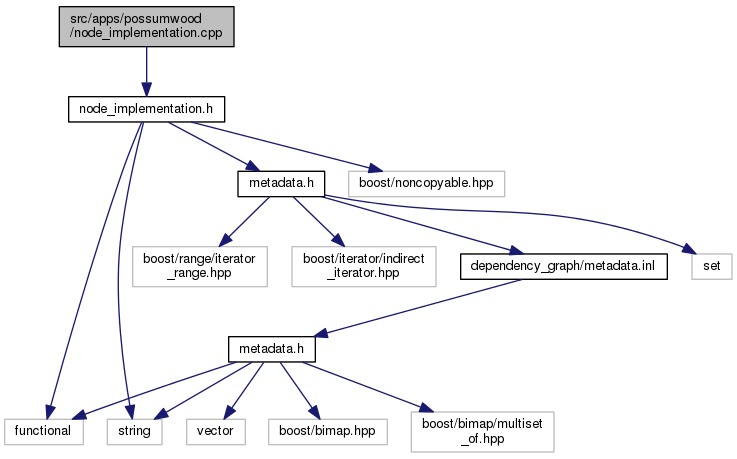 src/apps/possumwood
/node_implementation.cpp
node_implementation.h
metadata.h
boost/noncopyable.hpp
boost/range/iterator
_range.hpp
boost/iterator/indirect
_iterator.hpp
dependency_graph/metadata.inl
set
metadata.h
functional
string
vector
boost/bimap.hpp
boost/bimap/multiset
_of.hpp